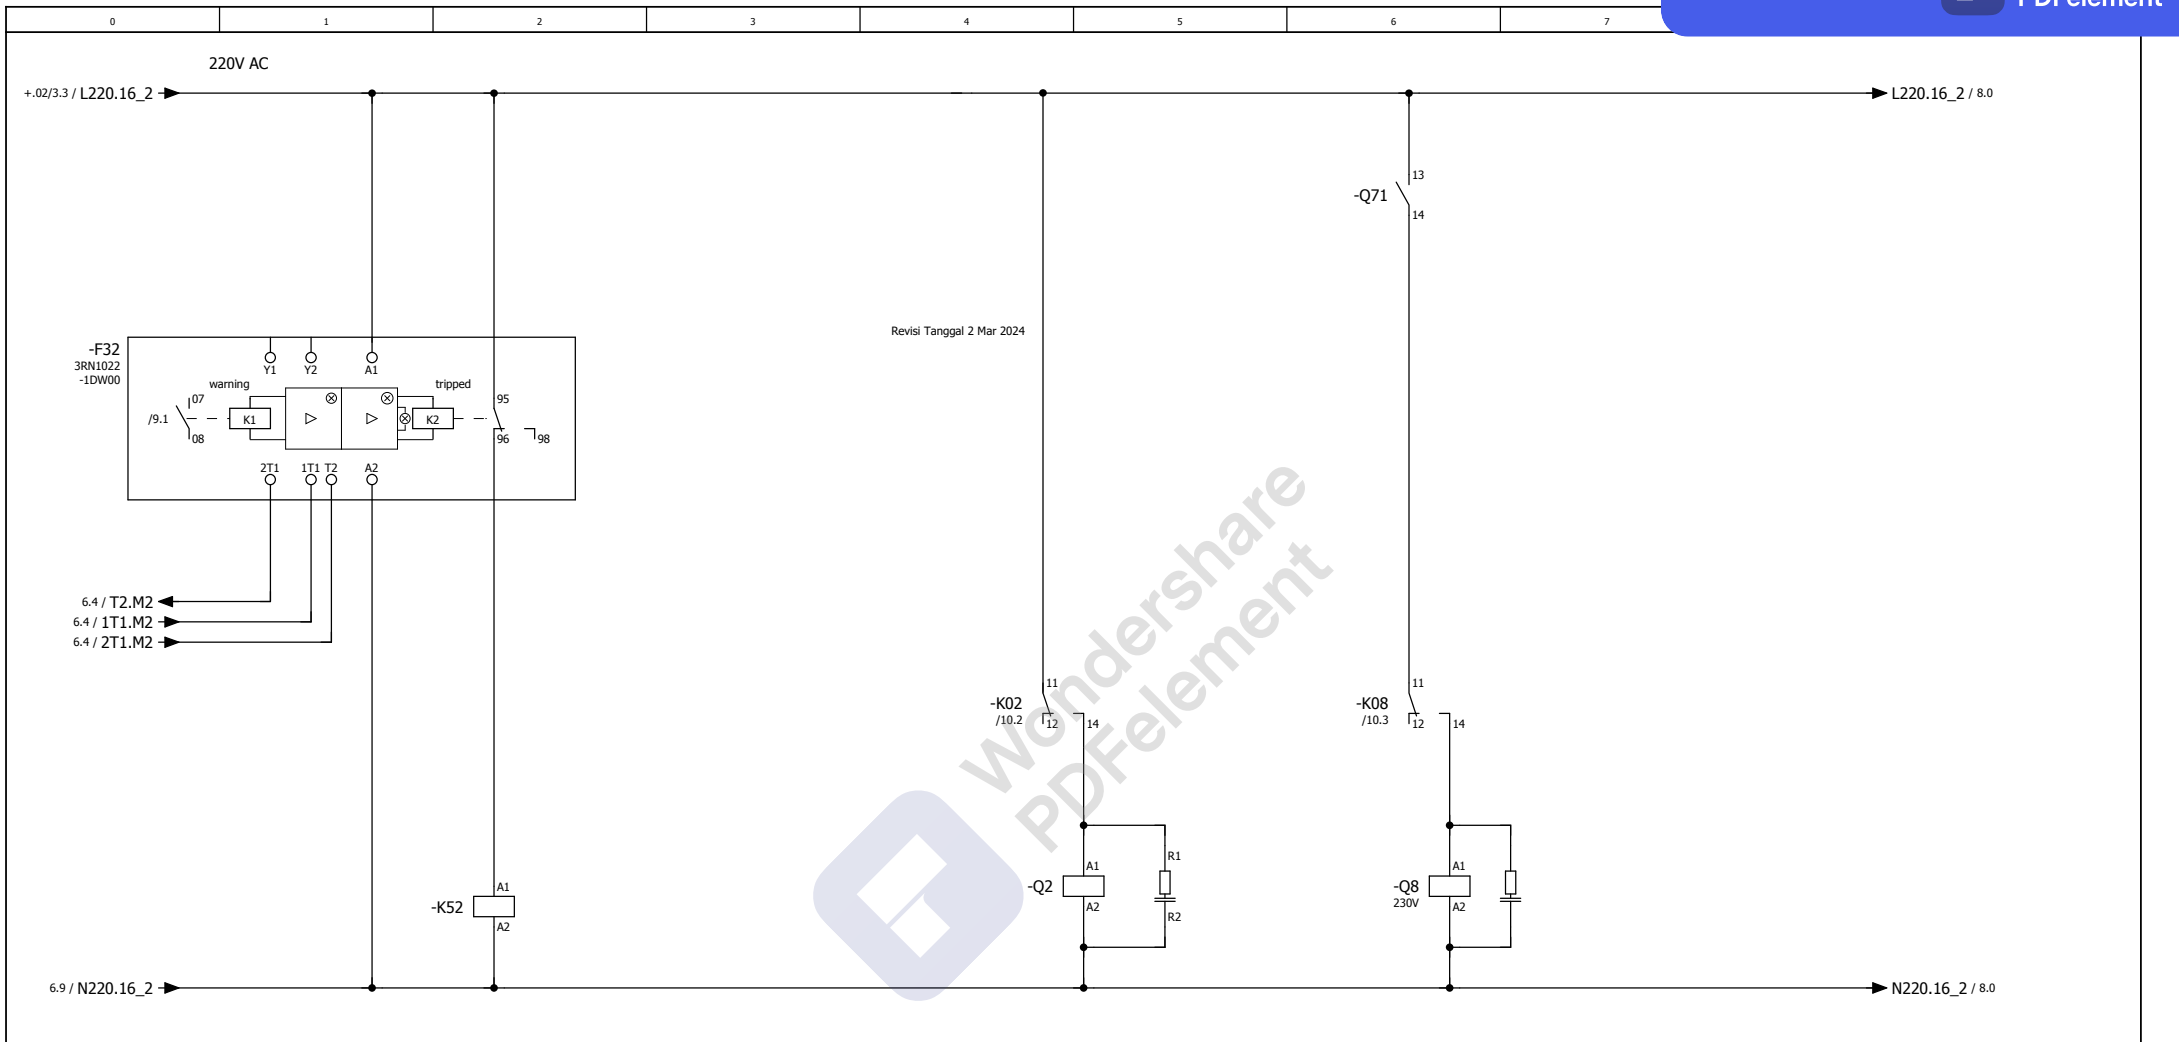 PDFelement
0 1 2 3 4 5 6 7
220V AC
+.02/3.3 / L220.16_2
L220.16_2 / 8.0
13
-Q71
14
Revisi Tanggal 2 Mar 2024
-F32
3RN1022
-1DW00
Y1 Y2 A1
warning
tripped
07
95
/9.1
K1
K2
08
96
98
2T1 1T1 T2 A2
6.4 / T2.M2
6.4 / 1T1.M2
6.4 / 2T1.M2
11
-K02
/10.2
12
14
11
-K08
/10.3
12
14
R1
A1
-Q2
A2
R2
A1
-Q8
230V
A2
A1
-K52
A2
6.9 / N220.16_2
N220.16_2 / 8.0
Wondershare
PDFelement